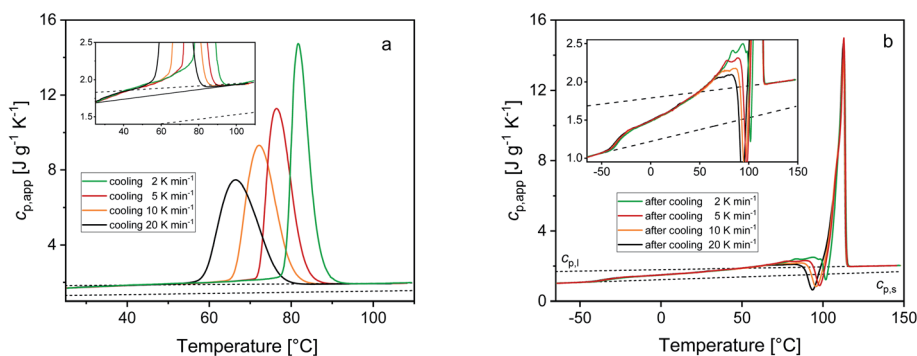 a
16
12
8
4
c_p,app [J g⁻¹ K⁻¹]
2.5
2.0
1.5
40 60 80 100
cooling 2 K min⁻¹
cooling 5 K min⁻¹
cooling 10 K min⁻¹
cooling 20 K min⁻¹
40 60 80 100
Temperature [°C]
b
16
12
8
4
0
c_p,app [J g⁻¹ K⁻¹]
2.5
2.0
1.5
1.0
-50 0 50 100 150
after cooling 2 K min⁻¹
after cooling 5 K min⁻¹
after cooling 10 K min⁻¹
after cooling 20 K min⁻¹
c_p,l
c_p,s
-50 0 50 100 150
Temperature [°C]